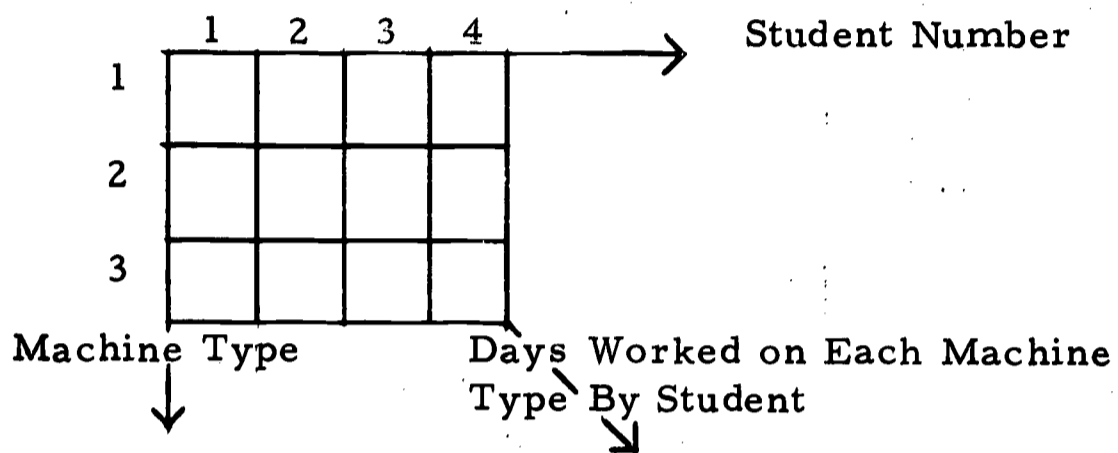 1 2 3 4 Student Number
1
2
3
Machine Type Days Worked on Each Machine
Type By Student